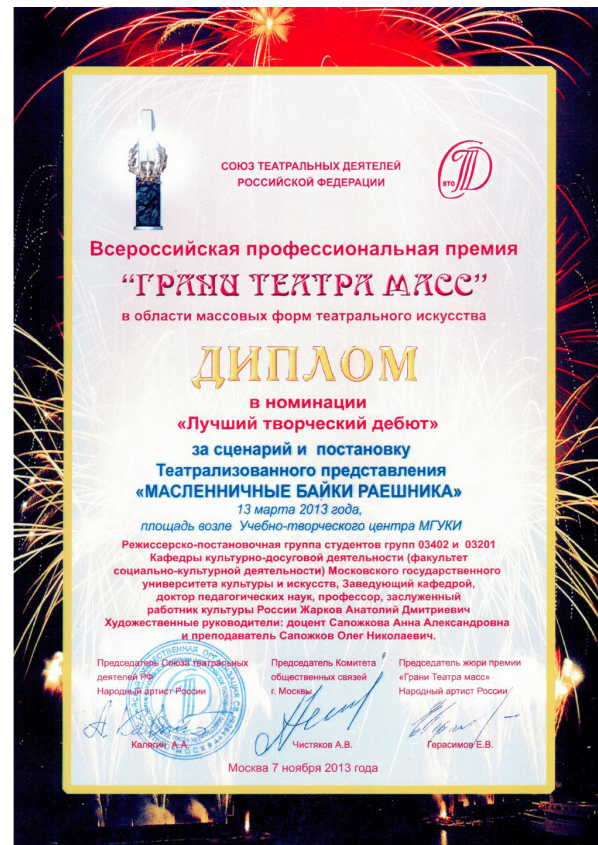 СОЮЗ ТЕАТРАЛЬНЫХ ДЕЯТЕЛЕЙ
РОССИЙСКОЙ ФЕДЕРАЦИИ
ВТО
Всероссийская профессиональная премия
“ГРАНИ ТЕАТРА МАСС”
в области массовых форм театрального искусства
ДИПЛОМ
в номинации
«Лучший творческий дебют»
за сценарий и постановку
Театрализованного представления
«МАСЛЕННИЧНЫЕ БАЙКИ РАЕШНИКА»
13 марта 2013 года,
площадь возле Учебно-творческого центра МГУКИ
Режиссерско-постановочная группа студентов групп 03402 и 03201
Кафедры культурно-досуговой деятельности (факультет
социально-культурной деятельности) Московского государственного
университета культуры и искусств, Заведующий кафедрой,
доктор педагогических наук, профессор, заслуженный
работник культуры России Жарков Анатолий Дмитриевич
Художественные руководители: доцент Сапожкова Анна Александровна
и преподаватель Сапожков Олег Николаевич.
Председатель Союза театральных
деятелей РФ
Народный артист России
Калягин А.А
Председатель Комитета
общественных связей
г. Москвы
Чистяков А.В.
Председатель жюри премии
«Грани Театра масс»
Народный артист России
Герасимов Е.В.
Москва 7 ноября 2013 года